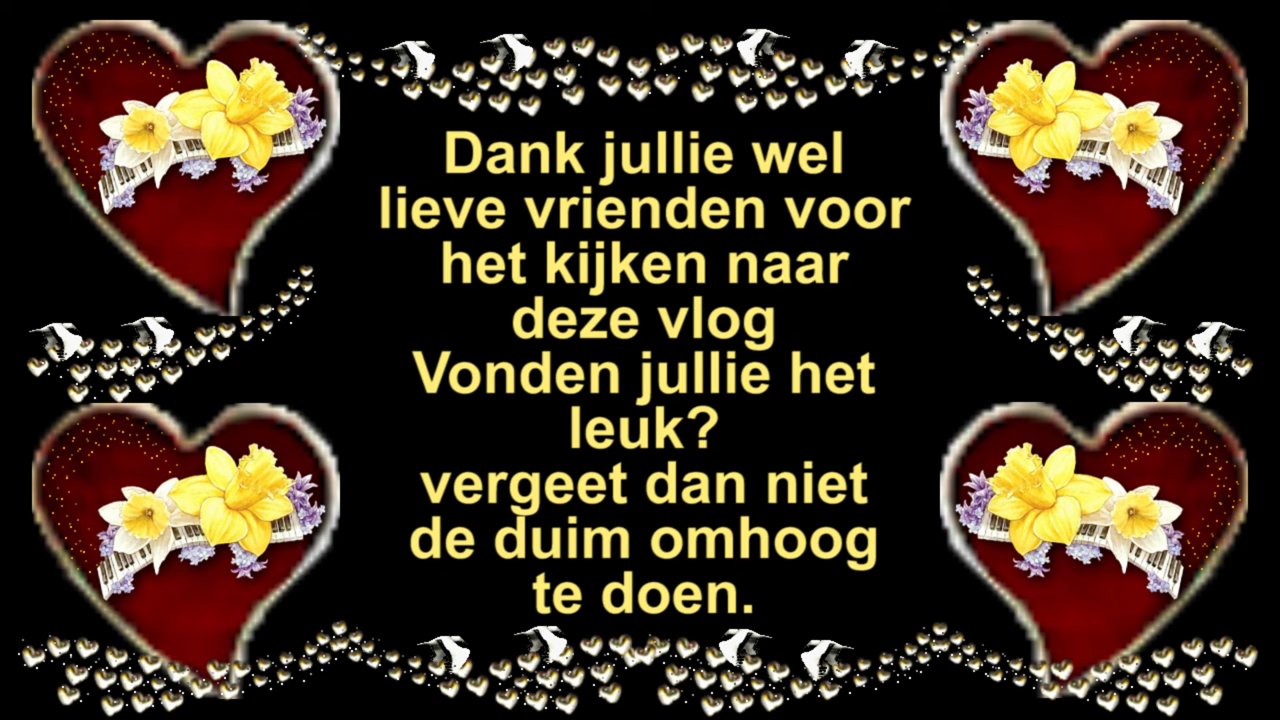 Dank jullie wel
lieve vrienden voor
het kijken naar
deze vlog
Vonden jullie het
leuk?
vergeet dan niet
de duim omhoog
te doen.